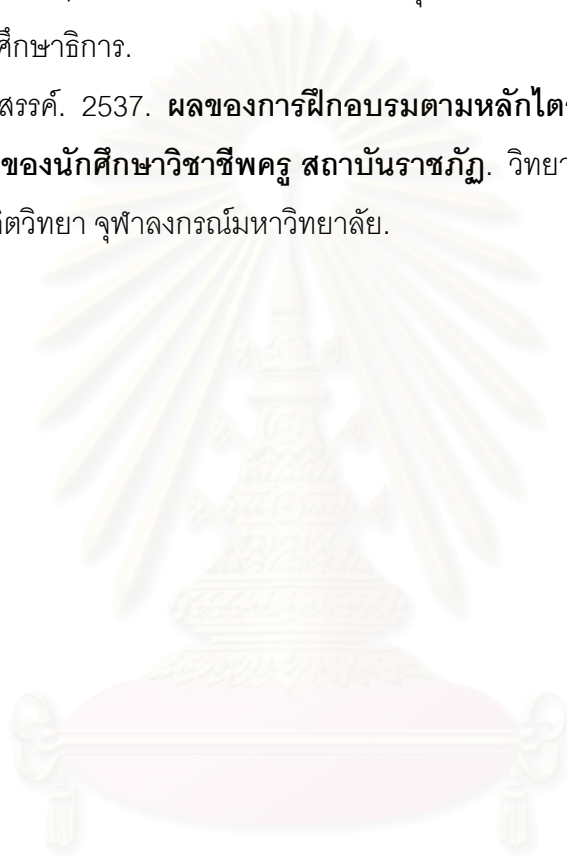 ศึกษาธิการ.
สรรค์. 2537. ผลของการฝึกอบรมตามหลักไตร
ของนักศึกษาวิชาชีพครู สถาบันราชภัฏ. วิทยา
ตวิทยา จุฬาลงกรณ์มหาวิทยาลัย.